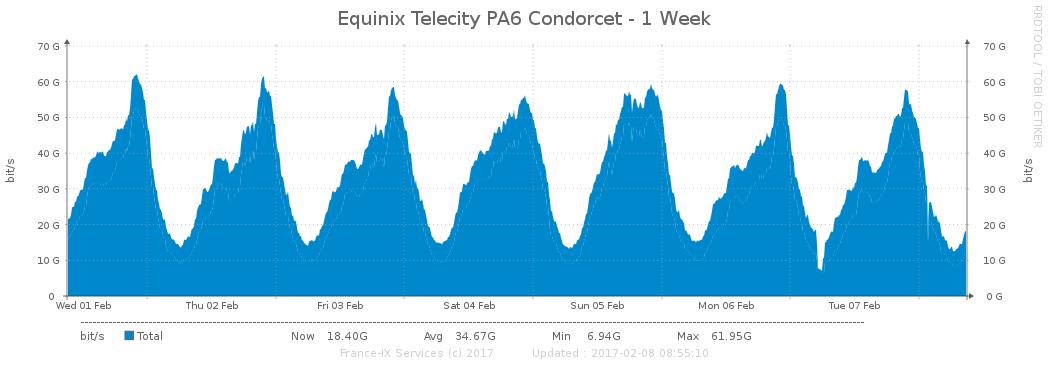 Equinix Telecity PA6 Condorcet - 1 Week
RRDTOOL / TOBI OETIKER
bit/s
70 G
60 G
50 G
40 G
30 G
20 G
10 G
0
70 G
60 G
50 G
40 G
30 G
20 G
10 G
0 G
bit/s
Wed 01 Feb Thu 02 Feb Fri 03 Feb Sat 04 Feb Sun 05 Feb Mon 06 Feb Tue 07 Feb
bit/s Total Now 18.40G Avg 34.67G Min 6.94G Max 61.95G
France-IX Services (c) 2017 Updated : 2017-02-08 08:55:10